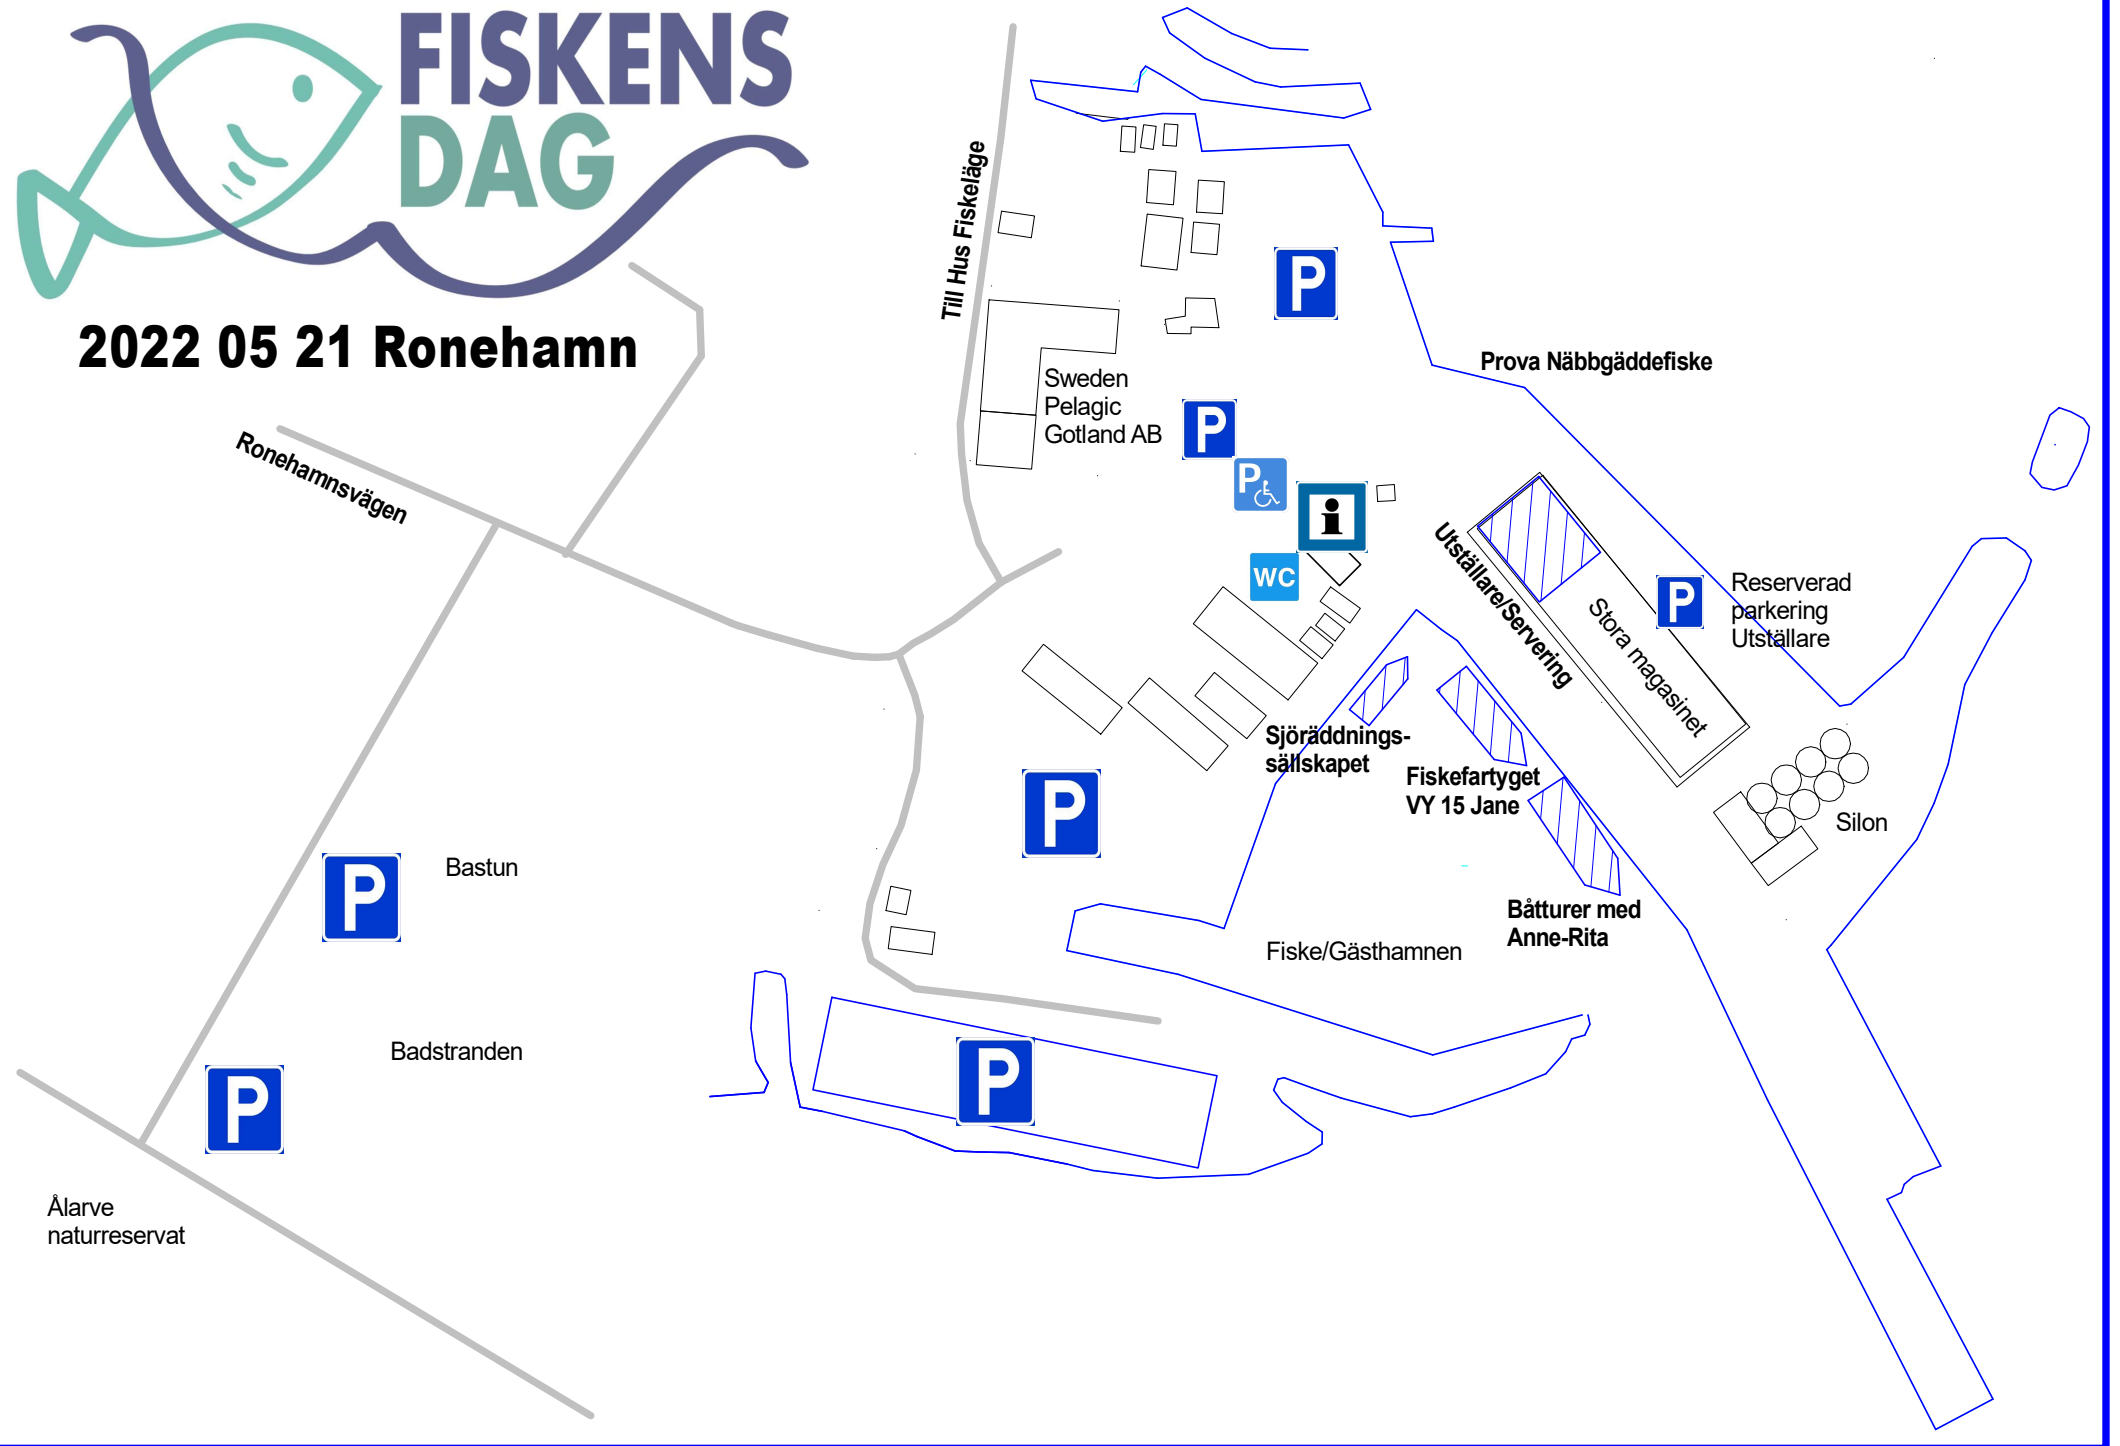 FISKENS
DAG
2022 05 21 Ronehamn
Till Hus Fiskeläge
P
Prova Näbbgäddefiske
Sweden
Pelagic
Gotland AB
P
P
i
Ronehamnsvägen
WC
Utställare/Servering
Stora magasinet
P
Reserverad
parkering
Utställare
Sjöräddnings-
sällskapet
Fiskefartyget
VY 15 Jane
P
Silon
P
Bastun
Båtturer med
Anne-Rita
Fiske/Gästhamnen
Badstranden
P
P
Ålarve
naturreservat